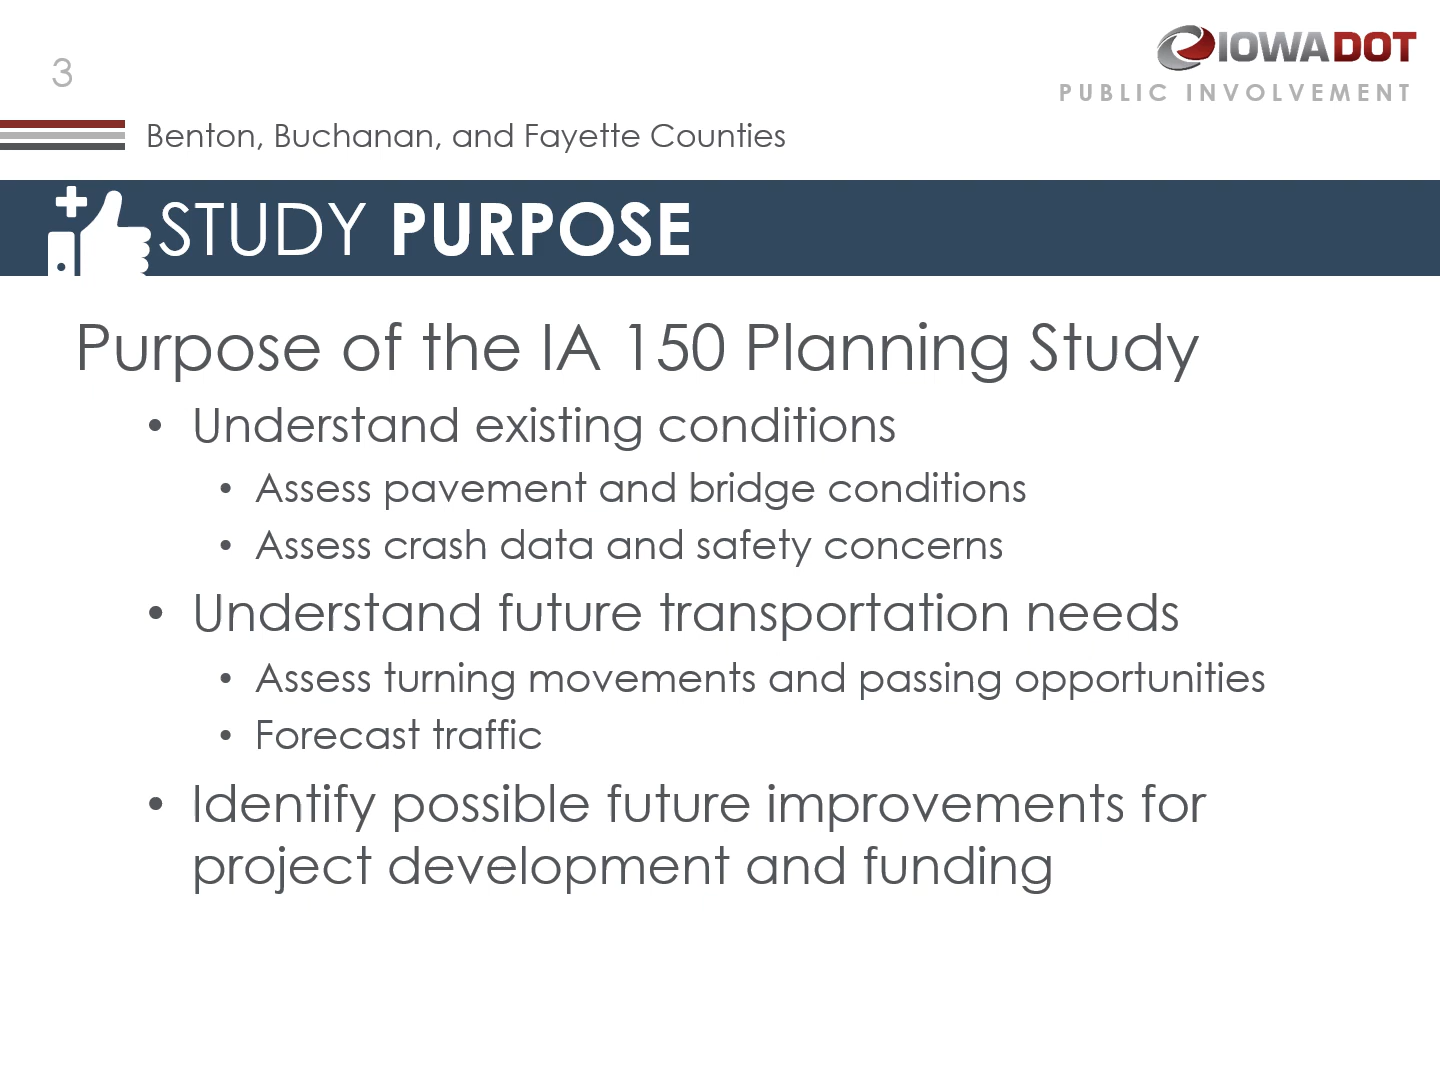 3
IOWADOT
PUBLIC INVOLVEMENT
Benton, Buchanan, and Fayette Counties
STUDY PURPOSE
Purpose of the IA 150 Planning Study
• Understand existing conditions
• Assess pavement and bridge conditions
• Assess crash data and safety concerns
• Understand future transportation needs
• Assess turning movements and passing opportunities
• Forecast traffic
• Identify possible future improvements for
project development and funding